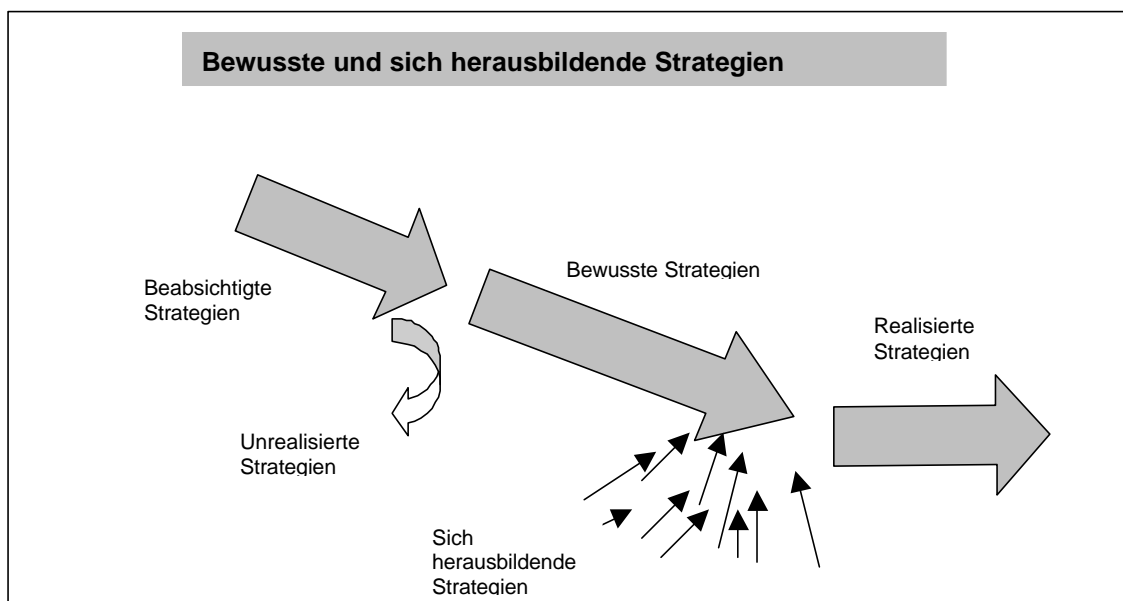 Bewusste und sich herausbildende Strategien
Beabsichtigte
Strategien
Bewusste Strategien
Realisierte
Strategien
Unrealisierte
Strategien
Sich
herausbildende
Strategien